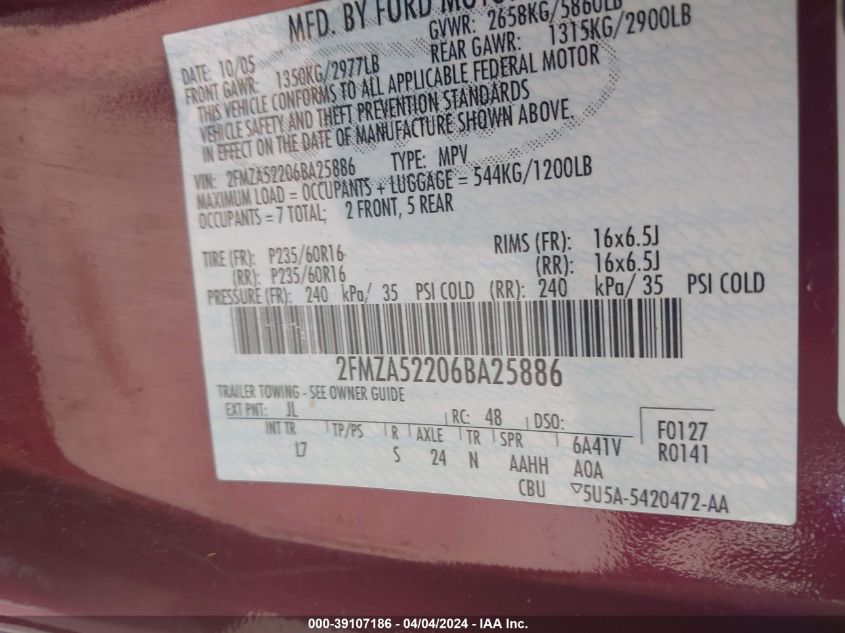 MFD. BY FORD MOTOR
DATE: 10/05 GVWR: 2658KG/5860LB
FRONT GAWR: 1350KG/2977LB REAR GAWR: 1315KG/2900LB
THIS VEHICLE CONFORMS TO ALL APPLICABLE FEDERAL MOTOR
VEHICLE SAFETY AND THEFT PREVENTION STANDARDS
IN EFFECT ON THE DATE OF MANUFACTURE SHOWN ABOVE.
VIN: 2FMZA52206BA25886 TYPE: MPV
MAXIMUM LOAD = OCCUPANTS + LUGGAGE = 544KG/1200LB
OCCUPANTS = 7 TOTAL; 2 FRONT, 5 REAR
TIRE (FR): P235/60R16 RIMS (FR): 16x6.5J
(RR): P235/60R16 (RR): 16x6.5J
PRESSURE (FR): 240 kPa/ 35 PSI COLD (RR): 240 kPa/ 35 PSI COLD
2FMZA52206BA25886
TRAILER TOWING - SEE OWNER GUIDE
EXT PNT: JL RC: 48 DSO: F0127
INT TR TP/PS R AXLE TR SPR 6A41V R0141
L7 S 24 N AAHH AOA
CBU ▽5U5A-5420472-AA
000-39107186 - 04/04/2024 - IAA Inc.